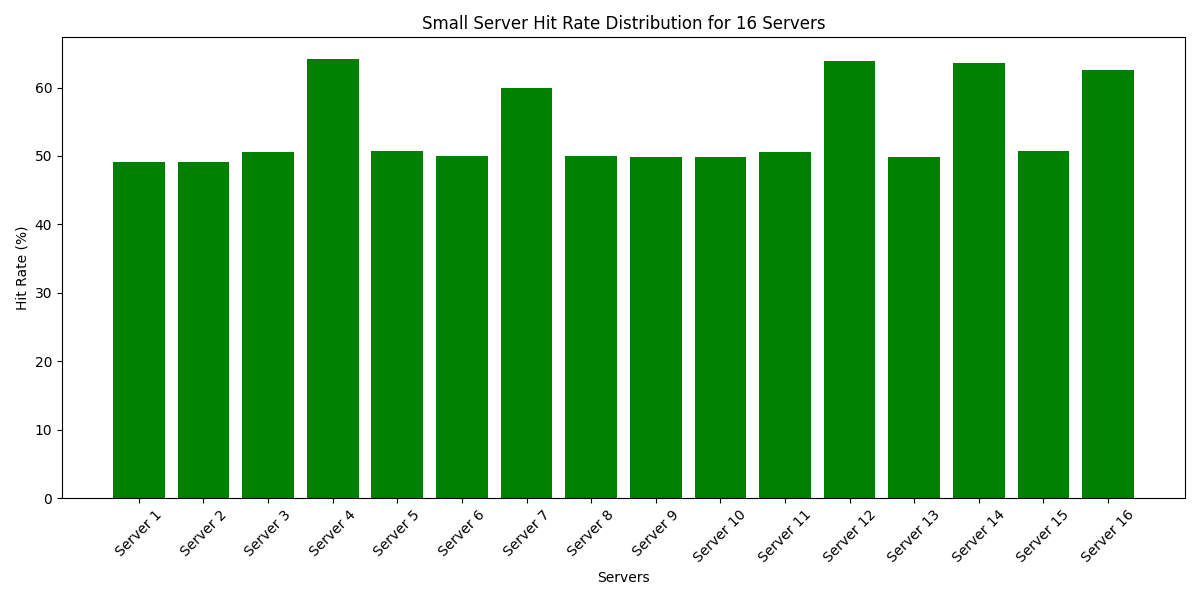 Small Server Hit Rate Distribution for 16 Servers
Hit Rate (%)
60
50
40
30
20
10
0
Server 1
Server 2
Server 3
Server 4
Server 5
Server 6
Server 7
Server 8
Server 9
Server 10
Server 11
Server 12
Server 13
Server 14
Server 15
Server 16
Servers